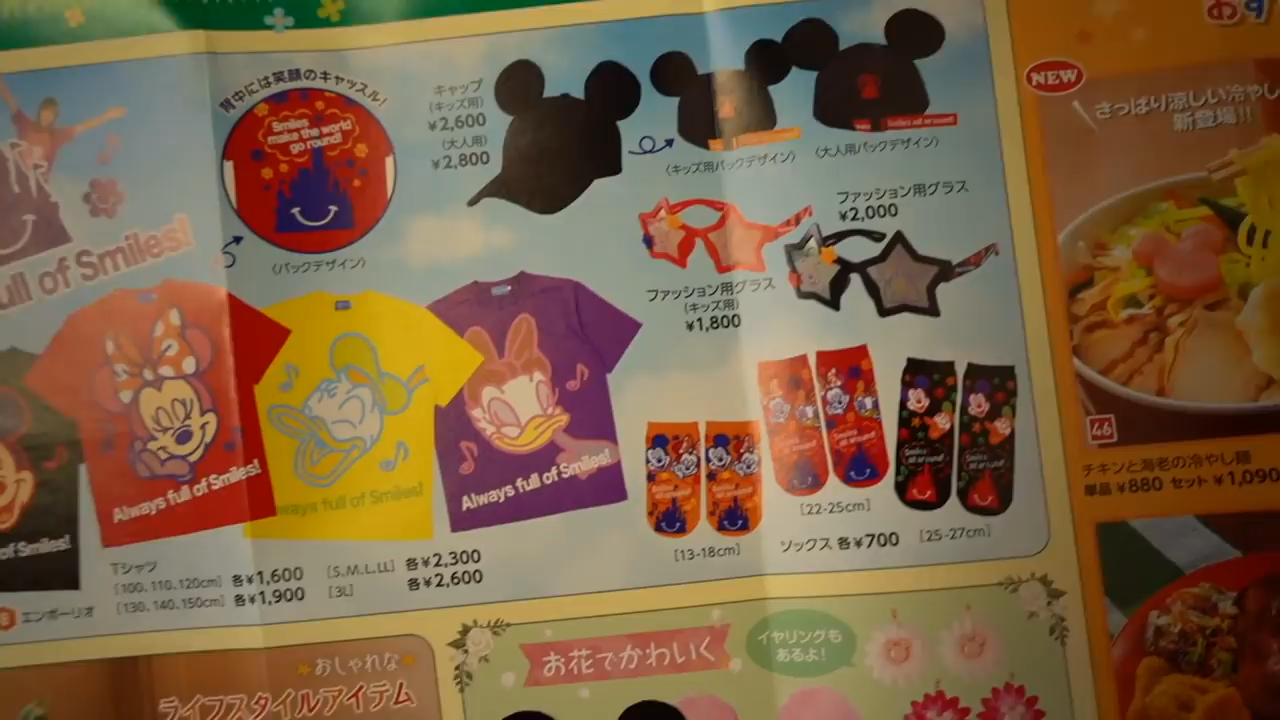 背中には笑顔のキャッスル!
Smiles
make the world
go round!
〈バックデザイン〉
キャップ
(キッズ用)
¥2,600
(大人用)
¥2,800
〈キッズ用バックデザイン〉
〈大人用バックデザイン〉
Smiles all around!
ファッション用グラス
¥2,000
ファッション用グラス
(キッズ用)
¥1,800
ull of Smiles!
Always full of Smiles!
ways full of Smiles!
Always full of Smiles!
of Smiles!
Tシャツ
[100、110、120cm] 各¥1,600
[130、140、150cm] 各¥1,900
[S、M、L、LL] 各¥2,300
[3L] 各¥2,600
エンポーリオ
[13-18cm]
[22-25cm]
[25-27cm]
ソックス 各¥700
おしゃれな
ライフスタイルアイテム
お花でかわいく
イヤリングも
あるよ!
おす
NEW
さっぱり涼しい冷やし
新登場!!
46
チキンと海老の冷やし麺
単品 ¥880 セット ¥1,090